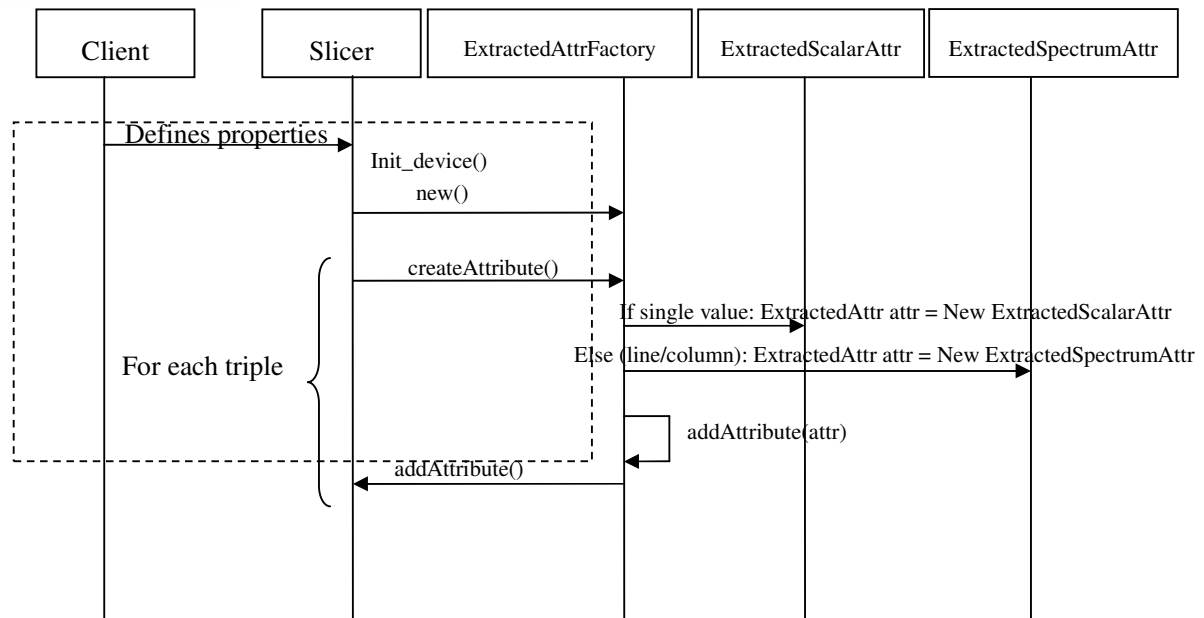 Client
Slicer
ExtractedAttrFactory
ExtractedScalarAttr
ExtractedSpectrumAttr
Defines properties
Init_device()
new()
createAttribute()
If single value: ExtractedAttr attr = New ExtractedScalarAttr
Else (line/column): ExtractedAttr attr = New ExtractedSpectrumAttr
For each triple
addAttribute(attr)
addAttribute()